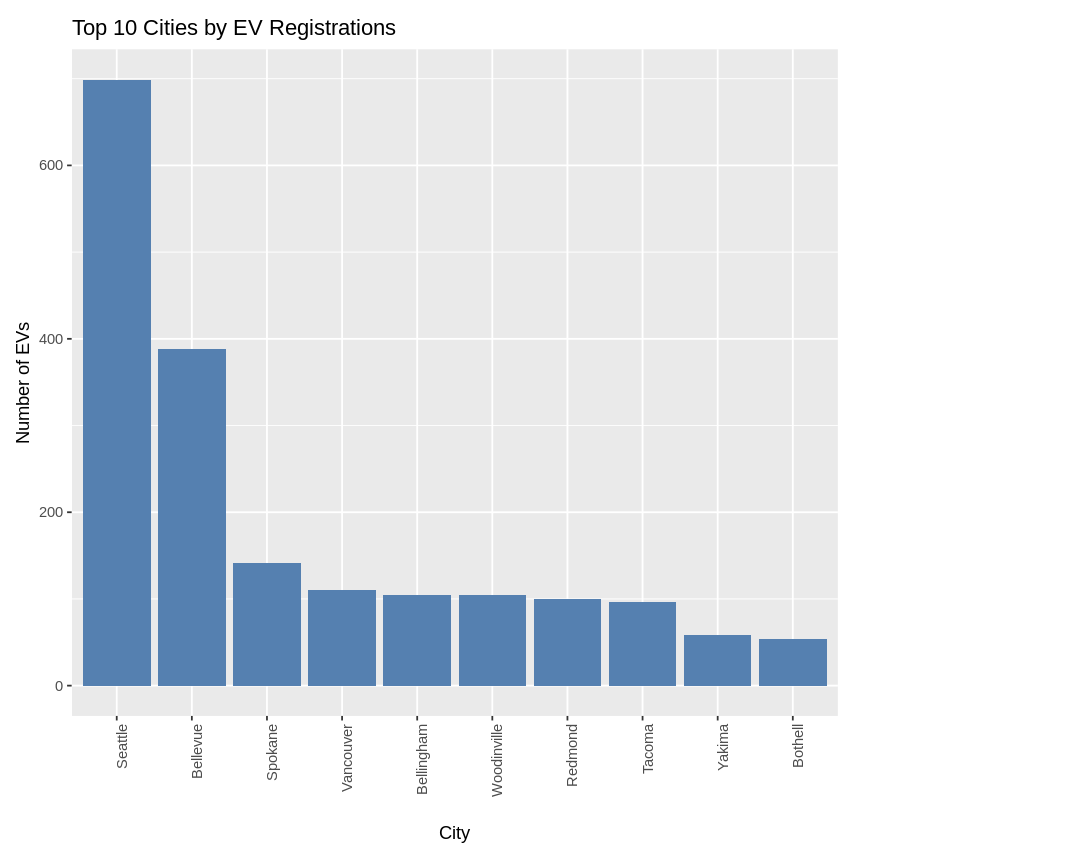 Top 10 Cities by EV Registrations
Number of EVs
600
400
200
0
Seattle
Bellevue
Spokane
Vancouver
Bellingham
Woodinville
Redmond
Tacoma
Yakima
Bothell
City